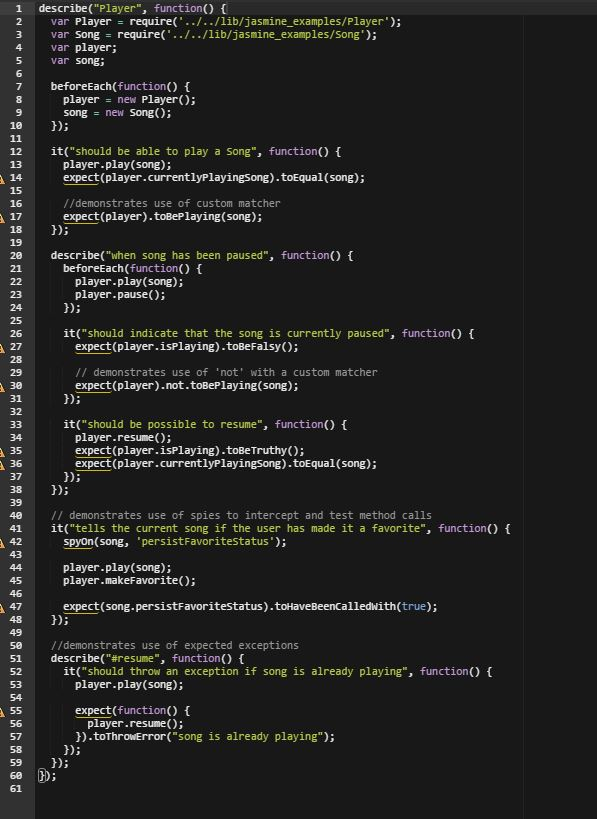 1 describe("Player", function() {
2 var Player = require('../../lib/jasmine_examples/Player');
3 var Song = require('../../lib/jasmine_examples/Song');
4 var player;
5 var song;
6
7 beforeEach(function() {
8 player = new Player();
9 song = new Song();
10 });
11
12 it("should be able to play a Song", function() {
13 player.play(song);
14 expect(player.currentlyPlayingSong).toEqual(song);
15
16 //demonstrates use of custom matcher
17 expect(player).toBePlaying(song);
18 });
19
20 describe("when song has been paused", function() {
21 beforeEach(function() {
22 player.play(song);
23 player.pause();
24 });
25
26 it("should indicate that the song is currently paused", function() {
27 expect(player.isPlaying).toBeFalsy();
28
29 // demonstrates use of 'not' with a custom matcher
30 expect(player).not.toBePlaying(song);
31 });
32
33 it("should be possible to resume", function() {
34 player.resume();
35 expect(player.isPlaying).toBeTruthy();
36 expect(player.currentlyPlayingSong).toEqual(song);
37 });
38 });
39
40 // demonstrates use of spies to intercept and test method calls
41 it("tells the current song if the user has made it a favorite", function() {
42 spyOn(song, 'persistFavoriteStatus');
43
44 player.play(song);
45 player.makeFavorite();
46
47 expect(song.persistFavoriteStatus).toHaveBeenCalledWith(true);
48 });
49
50 //demonstrates use of expected exceptions
51 describe("#resume", function() {
52 it("should throw an exception if song is already playing", function() {
53 player.play(song);
54
55 expect(function() {
56 player.resume();
57 }).toThrowError("song is already playing");
58 });
59 });
60 });
61